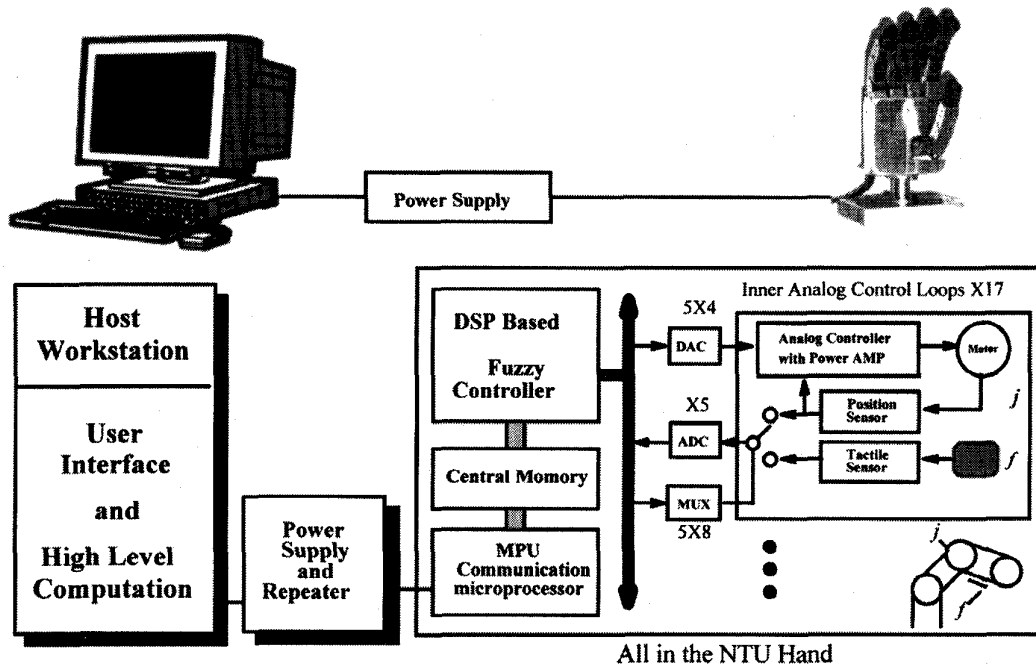 Power Supply
Host
Workstation
User
Interface
and
High Level
Computation
Power
Supply
and
Repeater
DSP Based
Fuzzy
Controller
Central Momory
MPU
Communication
microprocessor
5X4
DAC
X5
ADC
MUX
5X8
Inner Analog Control Loops X17
Analog Controller
with Power AMP
Motor
j
Position
Sensor
Tactile
Sensor
f
j
f
All in the NTU Hand